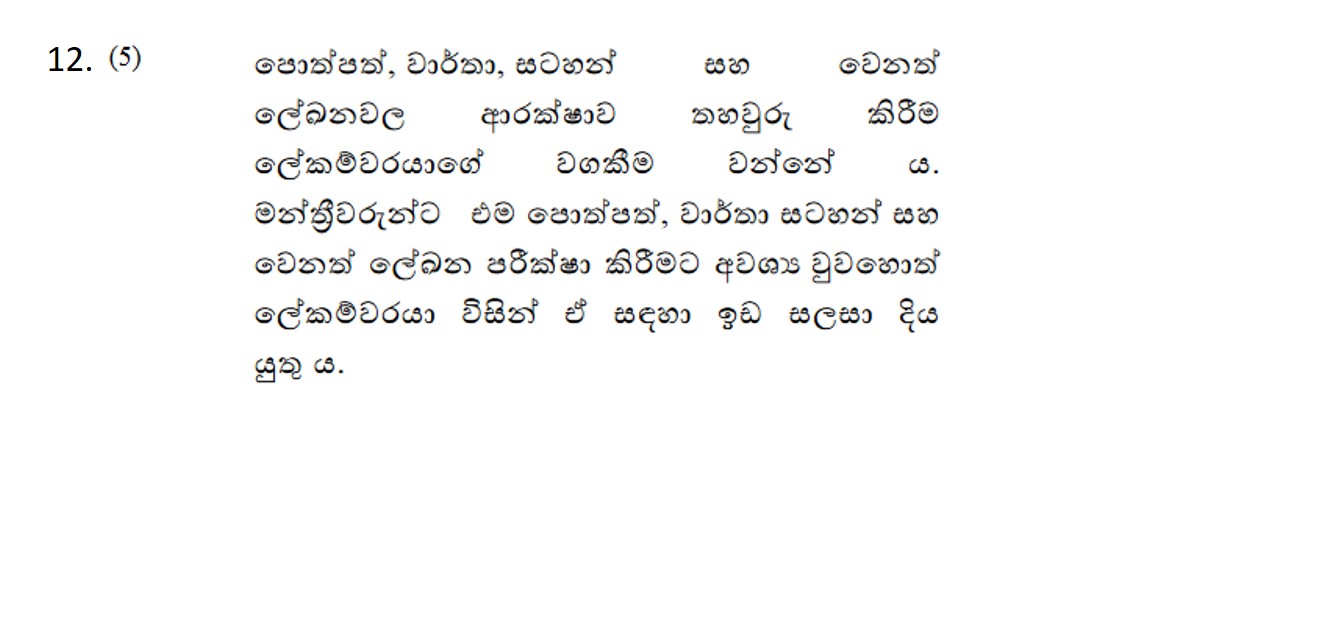 12. (5) පොත්පත්, වාර්තා, සටහන් සහ වෙනත්
ලේඛනවල ආරක්ෂාව තහවුරු කිරීම
ලේකම්වරයාගේ වගකීම වන්නේ ය.
මන්ත්‍රීවරුන්ට එම පොත්පත්, වාර්තා සටහන් සහ
වෙනත් ලේඛන පරීක්ෂා කිරීමට අවශ්‍ය වුවහොත්
ලේකම්වරයා විසින් ඒ සඳහා ඉඩ සලසා දිය
යුතු ය.